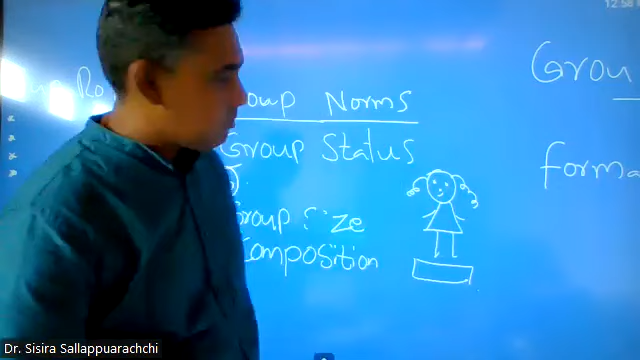 12:58
Group Norms
Grou
Group Status
forma
Group Size
Composition
Dr. Sisira Sallappuarachchi